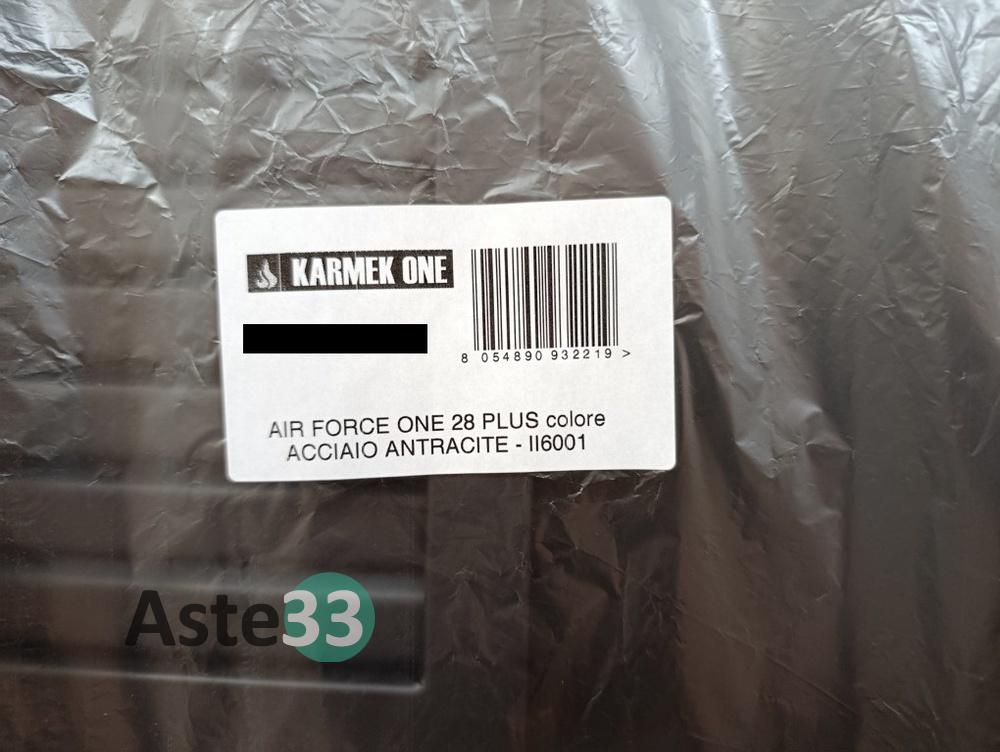 KARMEK ONE
8 054890 932219 >
AIR FORCE ONE 28 PLUS colore
ACCIAIO ANTRACITE - II6001
Aste33